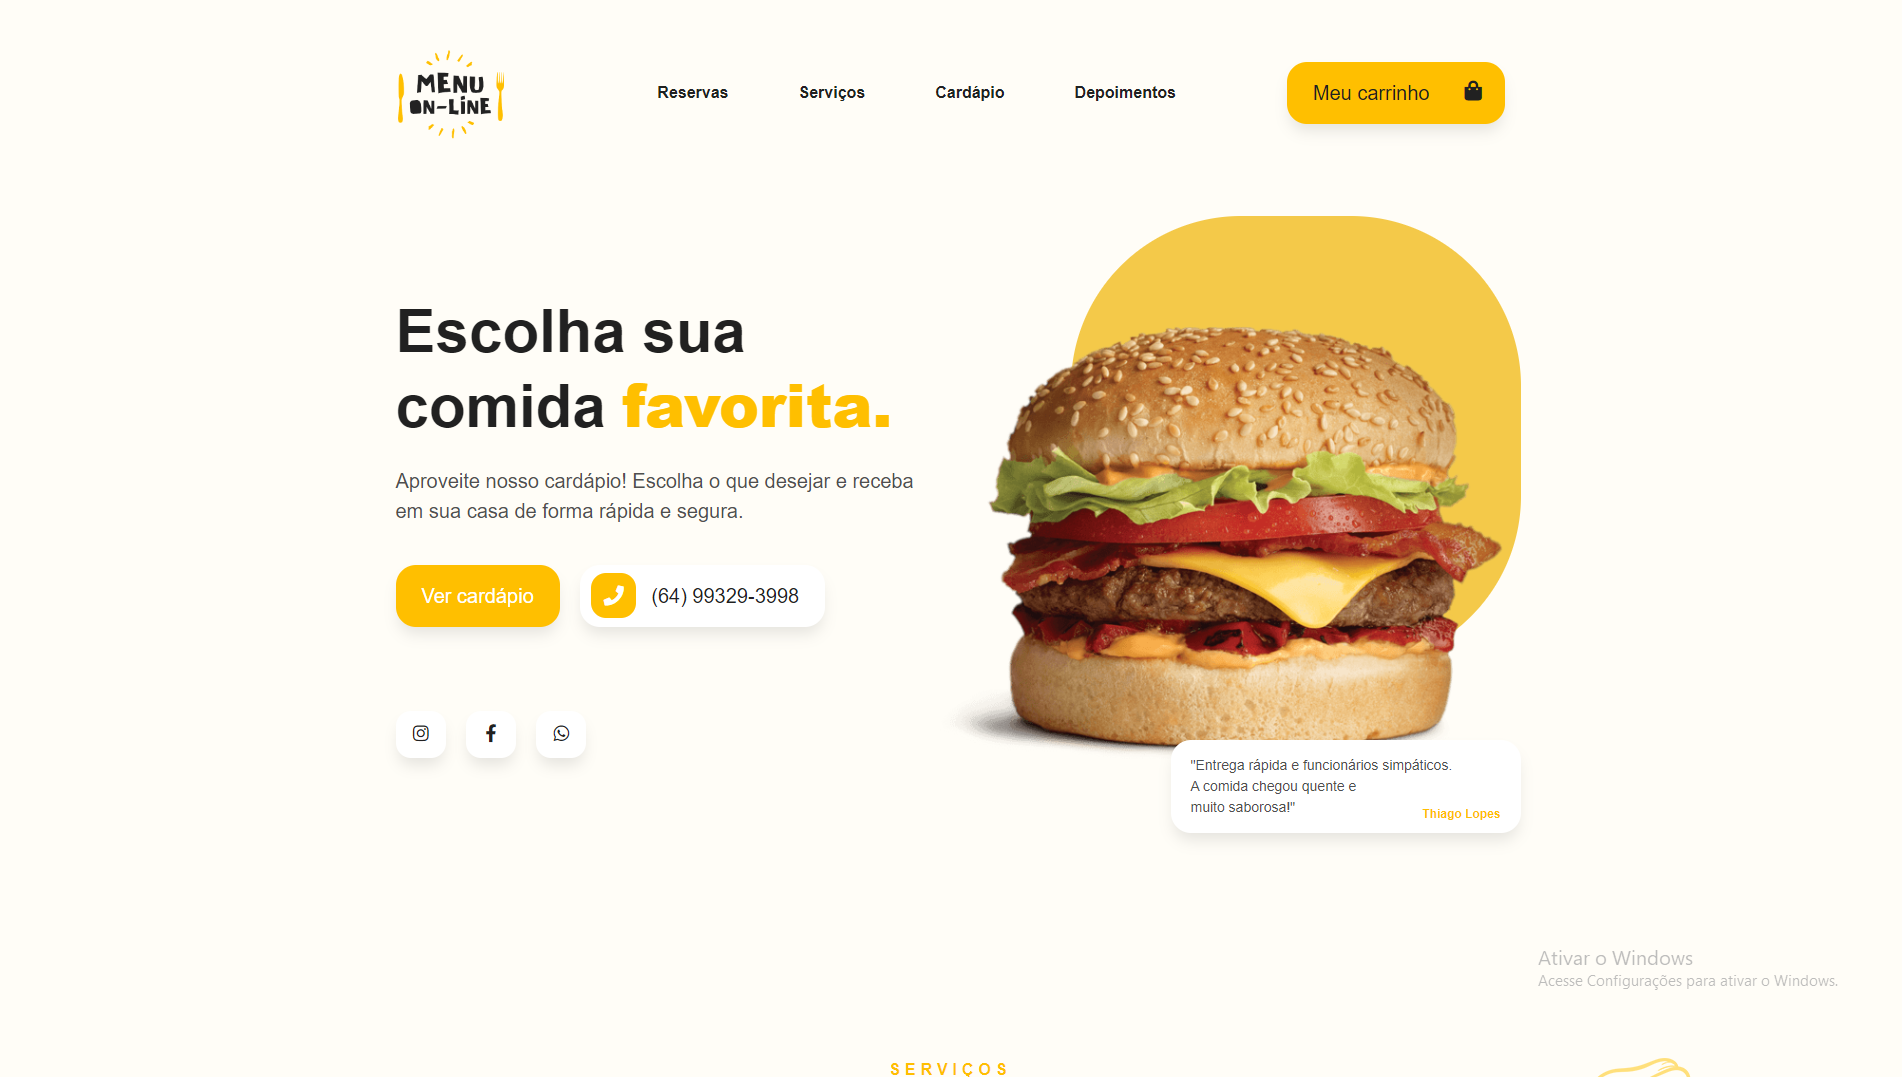 MENU
ON-LINE
Reservas
Serviços
Cardápio
Depoimentos
Meu carrinho
Escolha sua
comida favorita.
Aproveite nosso cardápio! Escolha o que desejar e receba
em sua casa de forma rápida e segura.
Ver cardápio
(64) 99329-3998
"Entrega rápida e funcionários simpáticos.
A comida chegou quente e
muito saborosa!"
Thiago Lopes
Ativar o Windows
Acesse Configurações para ativar o Windows.
SERVIÇOS